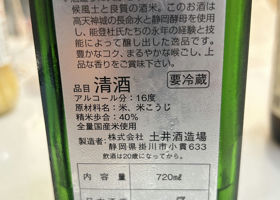 候風土と良質の酒米。このお酒は
高天神城の長命水と静岡酵母を使用
し、能登杜氏たちの永年の経験と技
能によって醸し出した逸品です。
豊かなコク、まろやかな喉ごし、上
品な香りをご賞味下さい。
品目 清酒 要冷蔵
アルコール分：16度
原材料名：米、米こうじ
精米歩合：40%
全量国産米使用
製造者：株式会社 土井酒造場
静岡県掛川市小貫633
飲酒は20歳になってから。
内容量 720ml